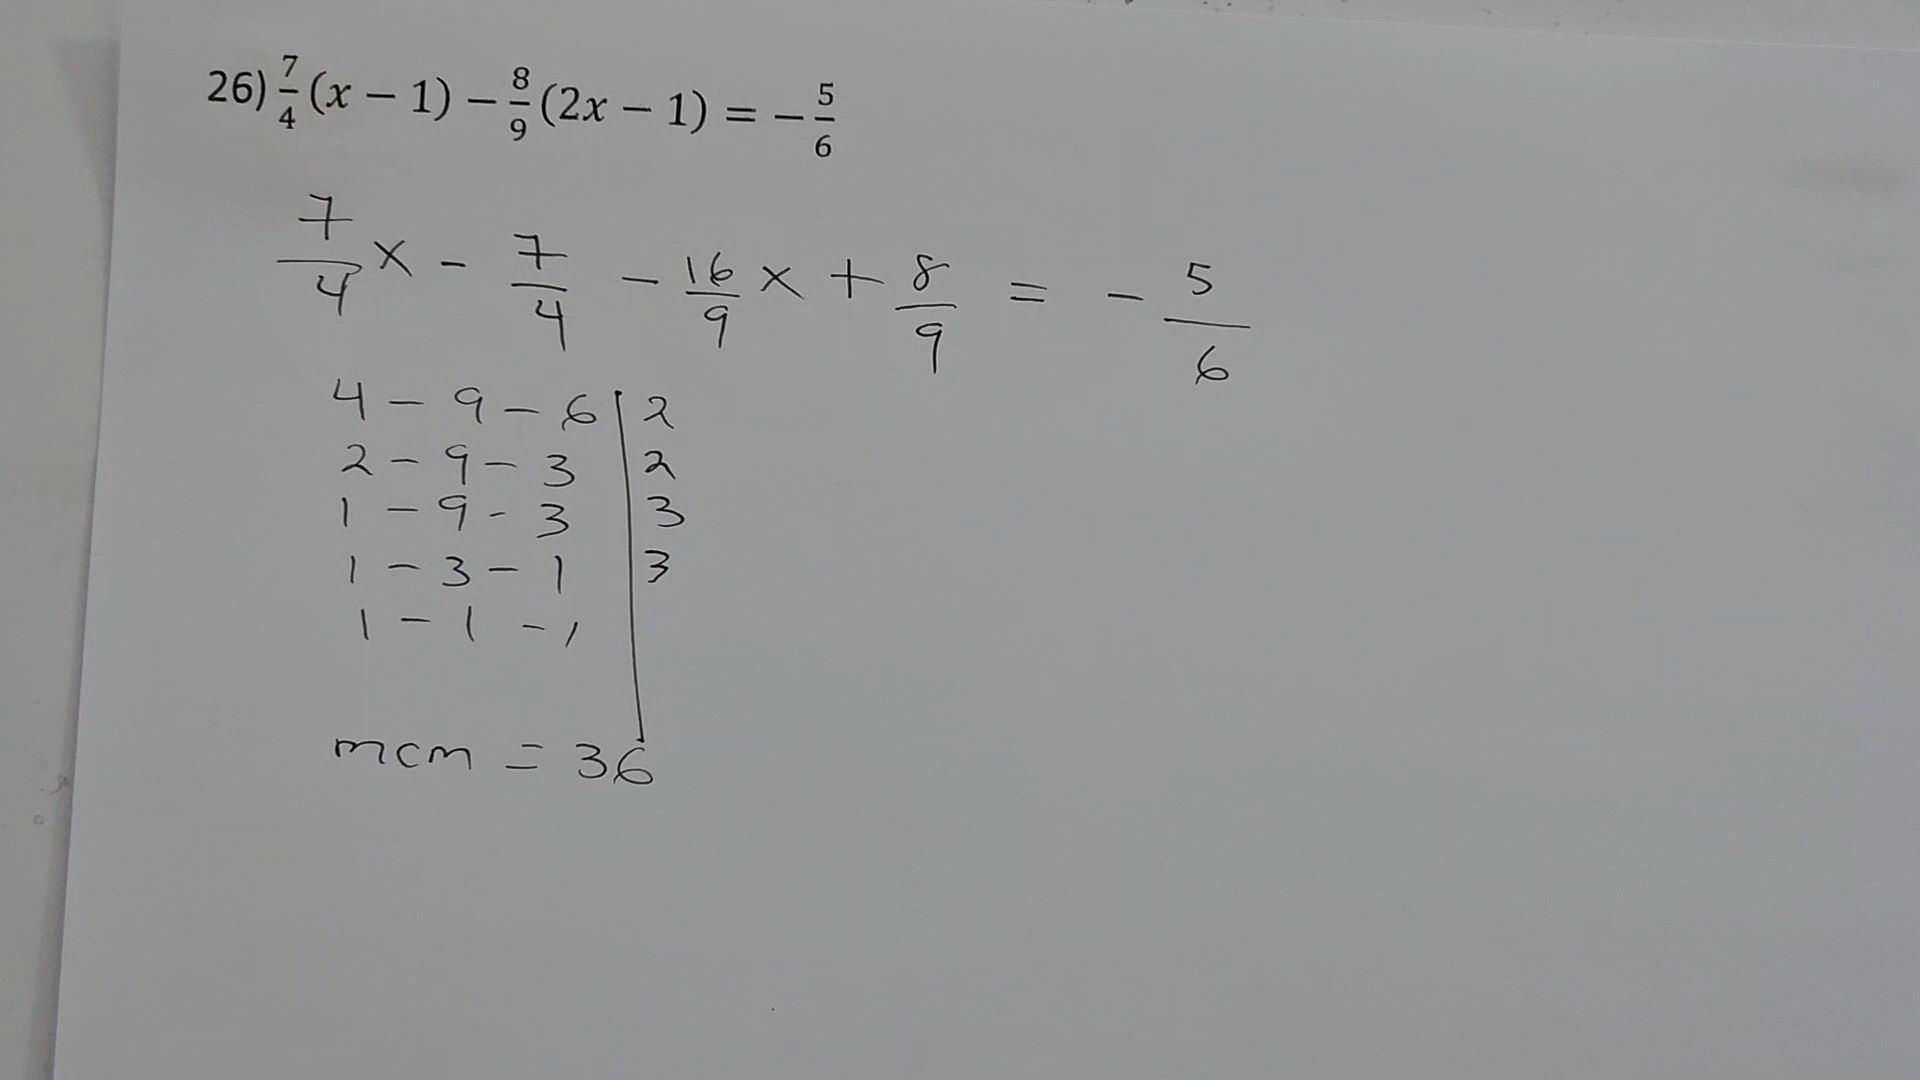 26) 7/4 (x − 1) − 8/9 (2x − 1) = − 5/6
7/4 x - 7/4 - 16/9 x + 8/9 = - 5/6
4 - 9 - 6 | 2
2 - 9 - 3 | 2
1 - 9 - 3 | 3
1 - 3 - 1 | 3
1 - 1 - 1 |
mcm = 36